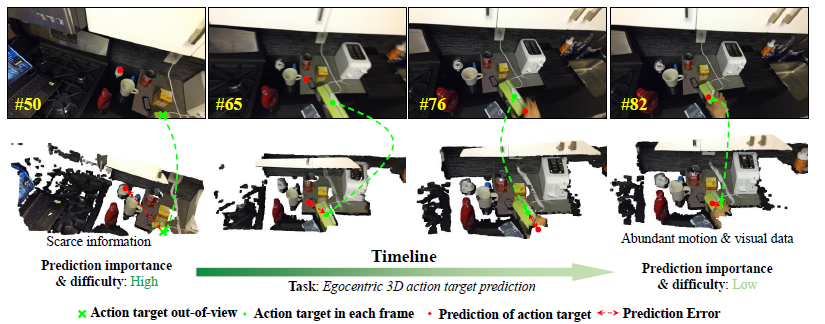 #50
#65
#76
#82
Scarce information
Abundant motion & visual data
Prediction importance
& difficulty: High
Timeline
Task: Egocentric 3D action target prediction
Prediction importance
& difficulty: Low
Action target out-of-view
Action target in each frame
Prediction of action target
Prediction Error